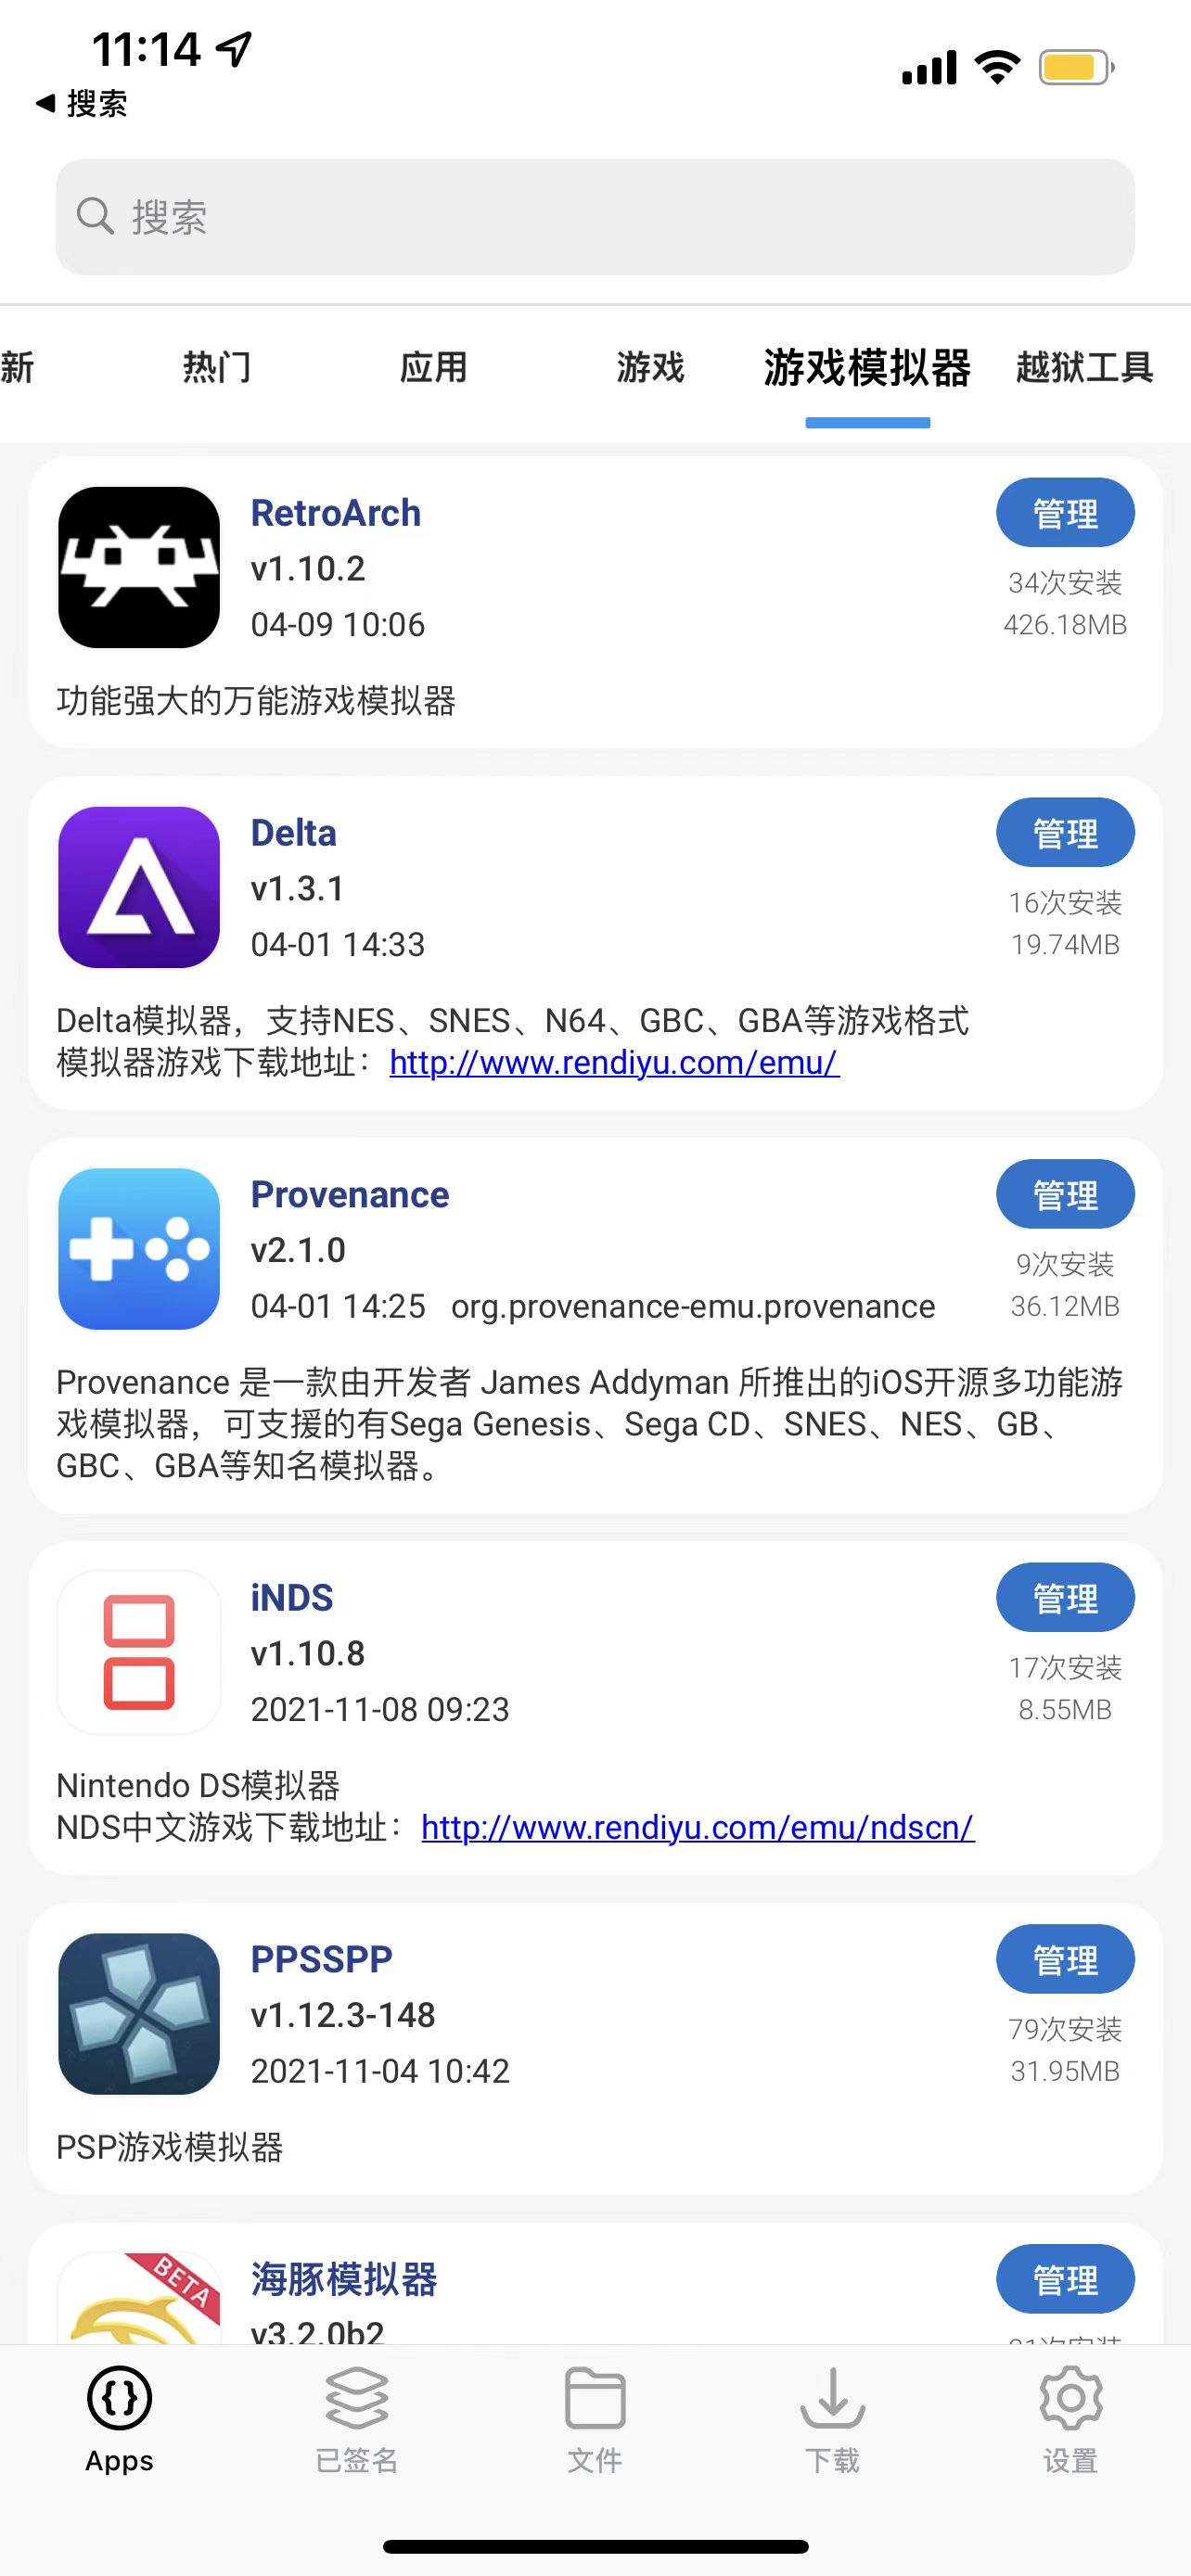 11:14
搜索
搜索
新 热门 应用 游戏 游戏模拟器 越狱工具
RetroArch
管理
v1.10.2
34次安装
04-09 10:06
426.18MB
功能强大的万能游戏模拟器
Delta
管理
v1.3.1
16次安装
04-01 14:33
19.74MB
Delta模拟器，支持NES、SNES、N64、GBC、GBA等游戏格式
模拟器游戏下载地址：http://www.rendiyu.com/emu/
Provenance
管理
v2.1.0
9次安装
04-01 14:25 org.provenance-emu.provenance
36.12MB
Provenance 是一款由开发者 James Addyman 所推出的iOS开源多功能游
戏模拟器，可支援的有Sega Genesis、Sega CD、SNES、NES、GB、
GBC、GBA等知名模拟器。
iNDS
管理
v1.10.8
17次安装
2021-11-08 09:23
8.55MB
Nintendo DS模拟器
NDS中文游戏下载地址：http://www.rendiyu.com/emu/ndscn/
PPSSPP
管理
v1.12.3-148
79次安装
2021-11-04 10:42
31.95MB
PSP游戏模拟器
BETA
海豚模拟器
管理
v3.2.0b2
Apps 已签名 文件 下载 设置